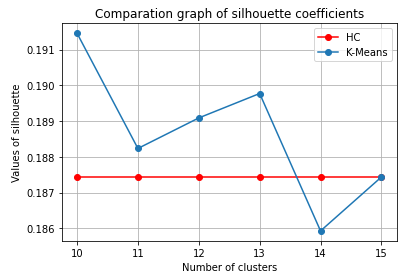 Comparation graph of silhouette coefficients
HC
K-Means
Values of silhouette
0.191
0.190
0.189
0.188
0.187
0.186
10 11 12 13 14 15
Number of clusters